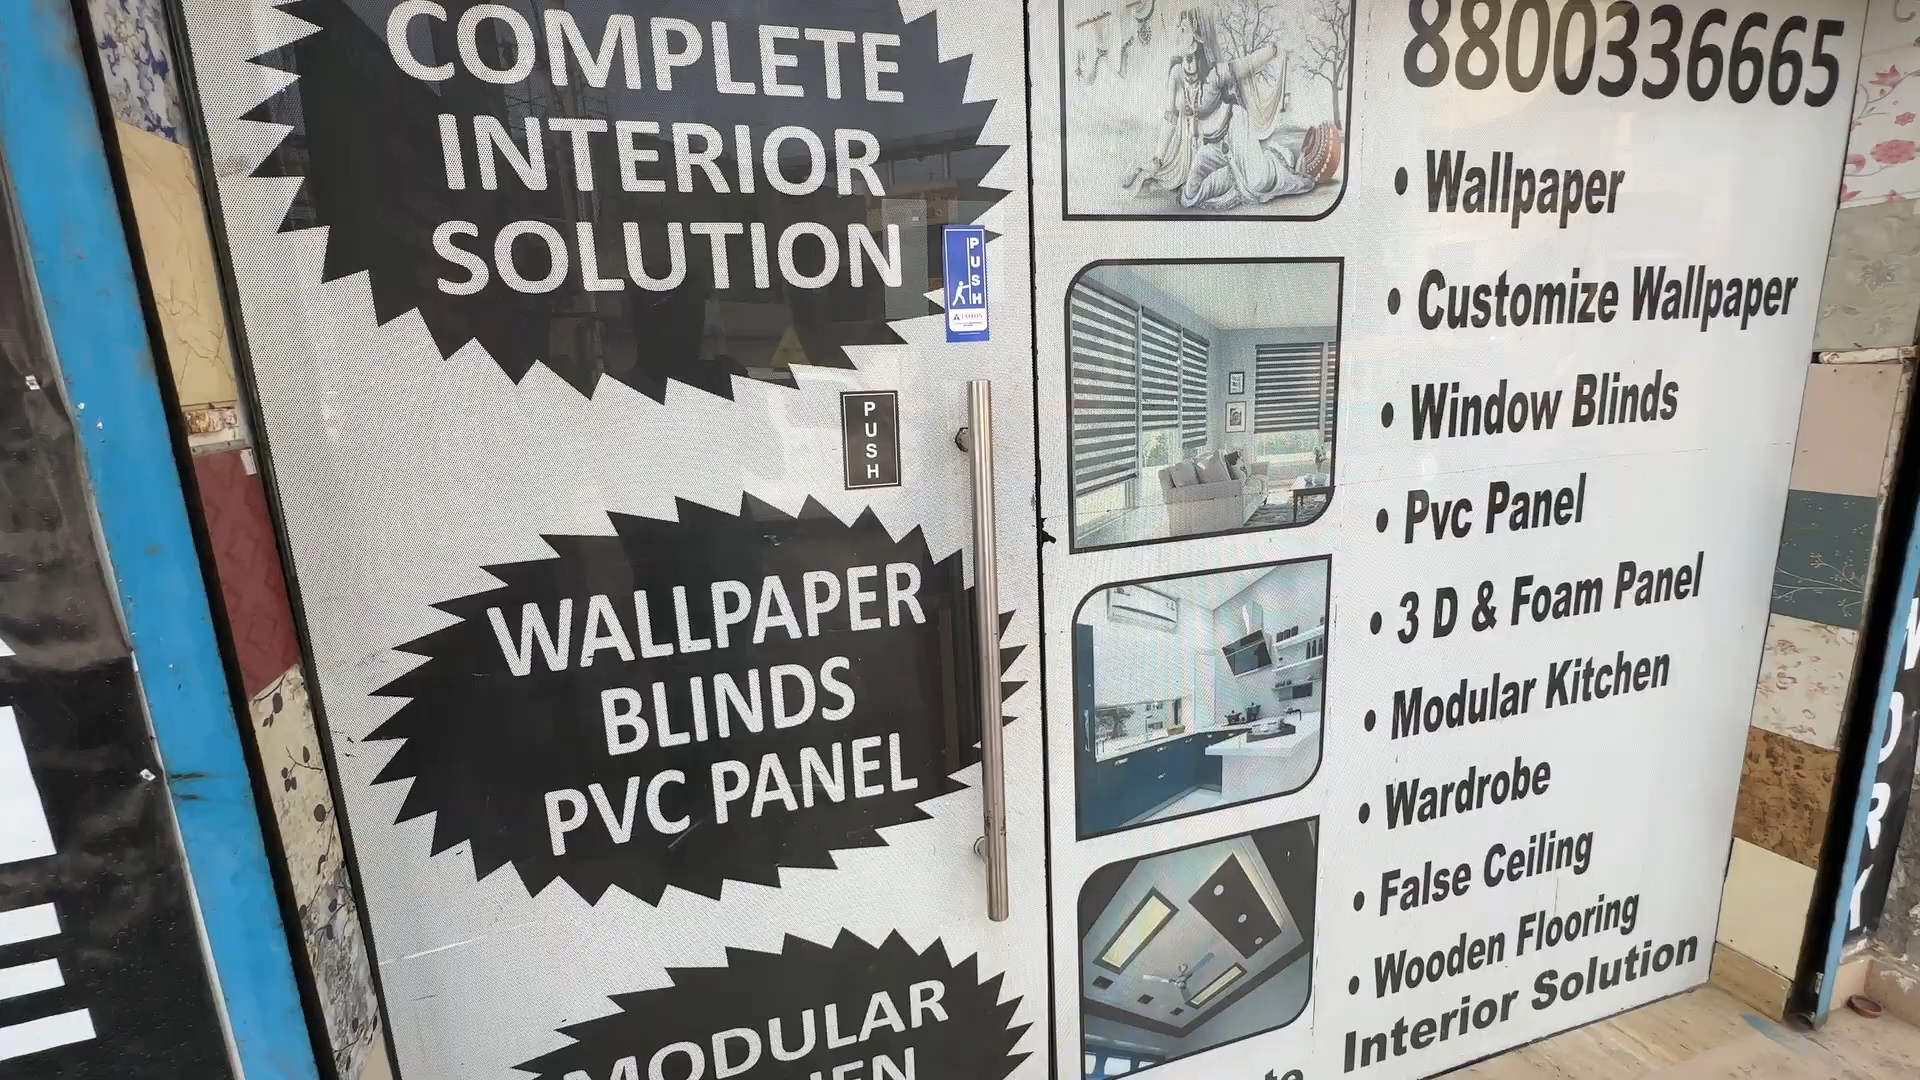 COMPLETE
INTERIOR
SOLUTION
PUSH
PUSH
WALLPAPER
BLINDS
PVC PANEL
MODULAR
8800336665
• Wallpaper
• Customize Wallpaper
• Window Blinds
• Pvc Panel
• 3 D & Foam Panel
• Modular Kitchen
• Wardrobe
• False Ceiling
• Wooden Flooring
Interior Solution
WORK